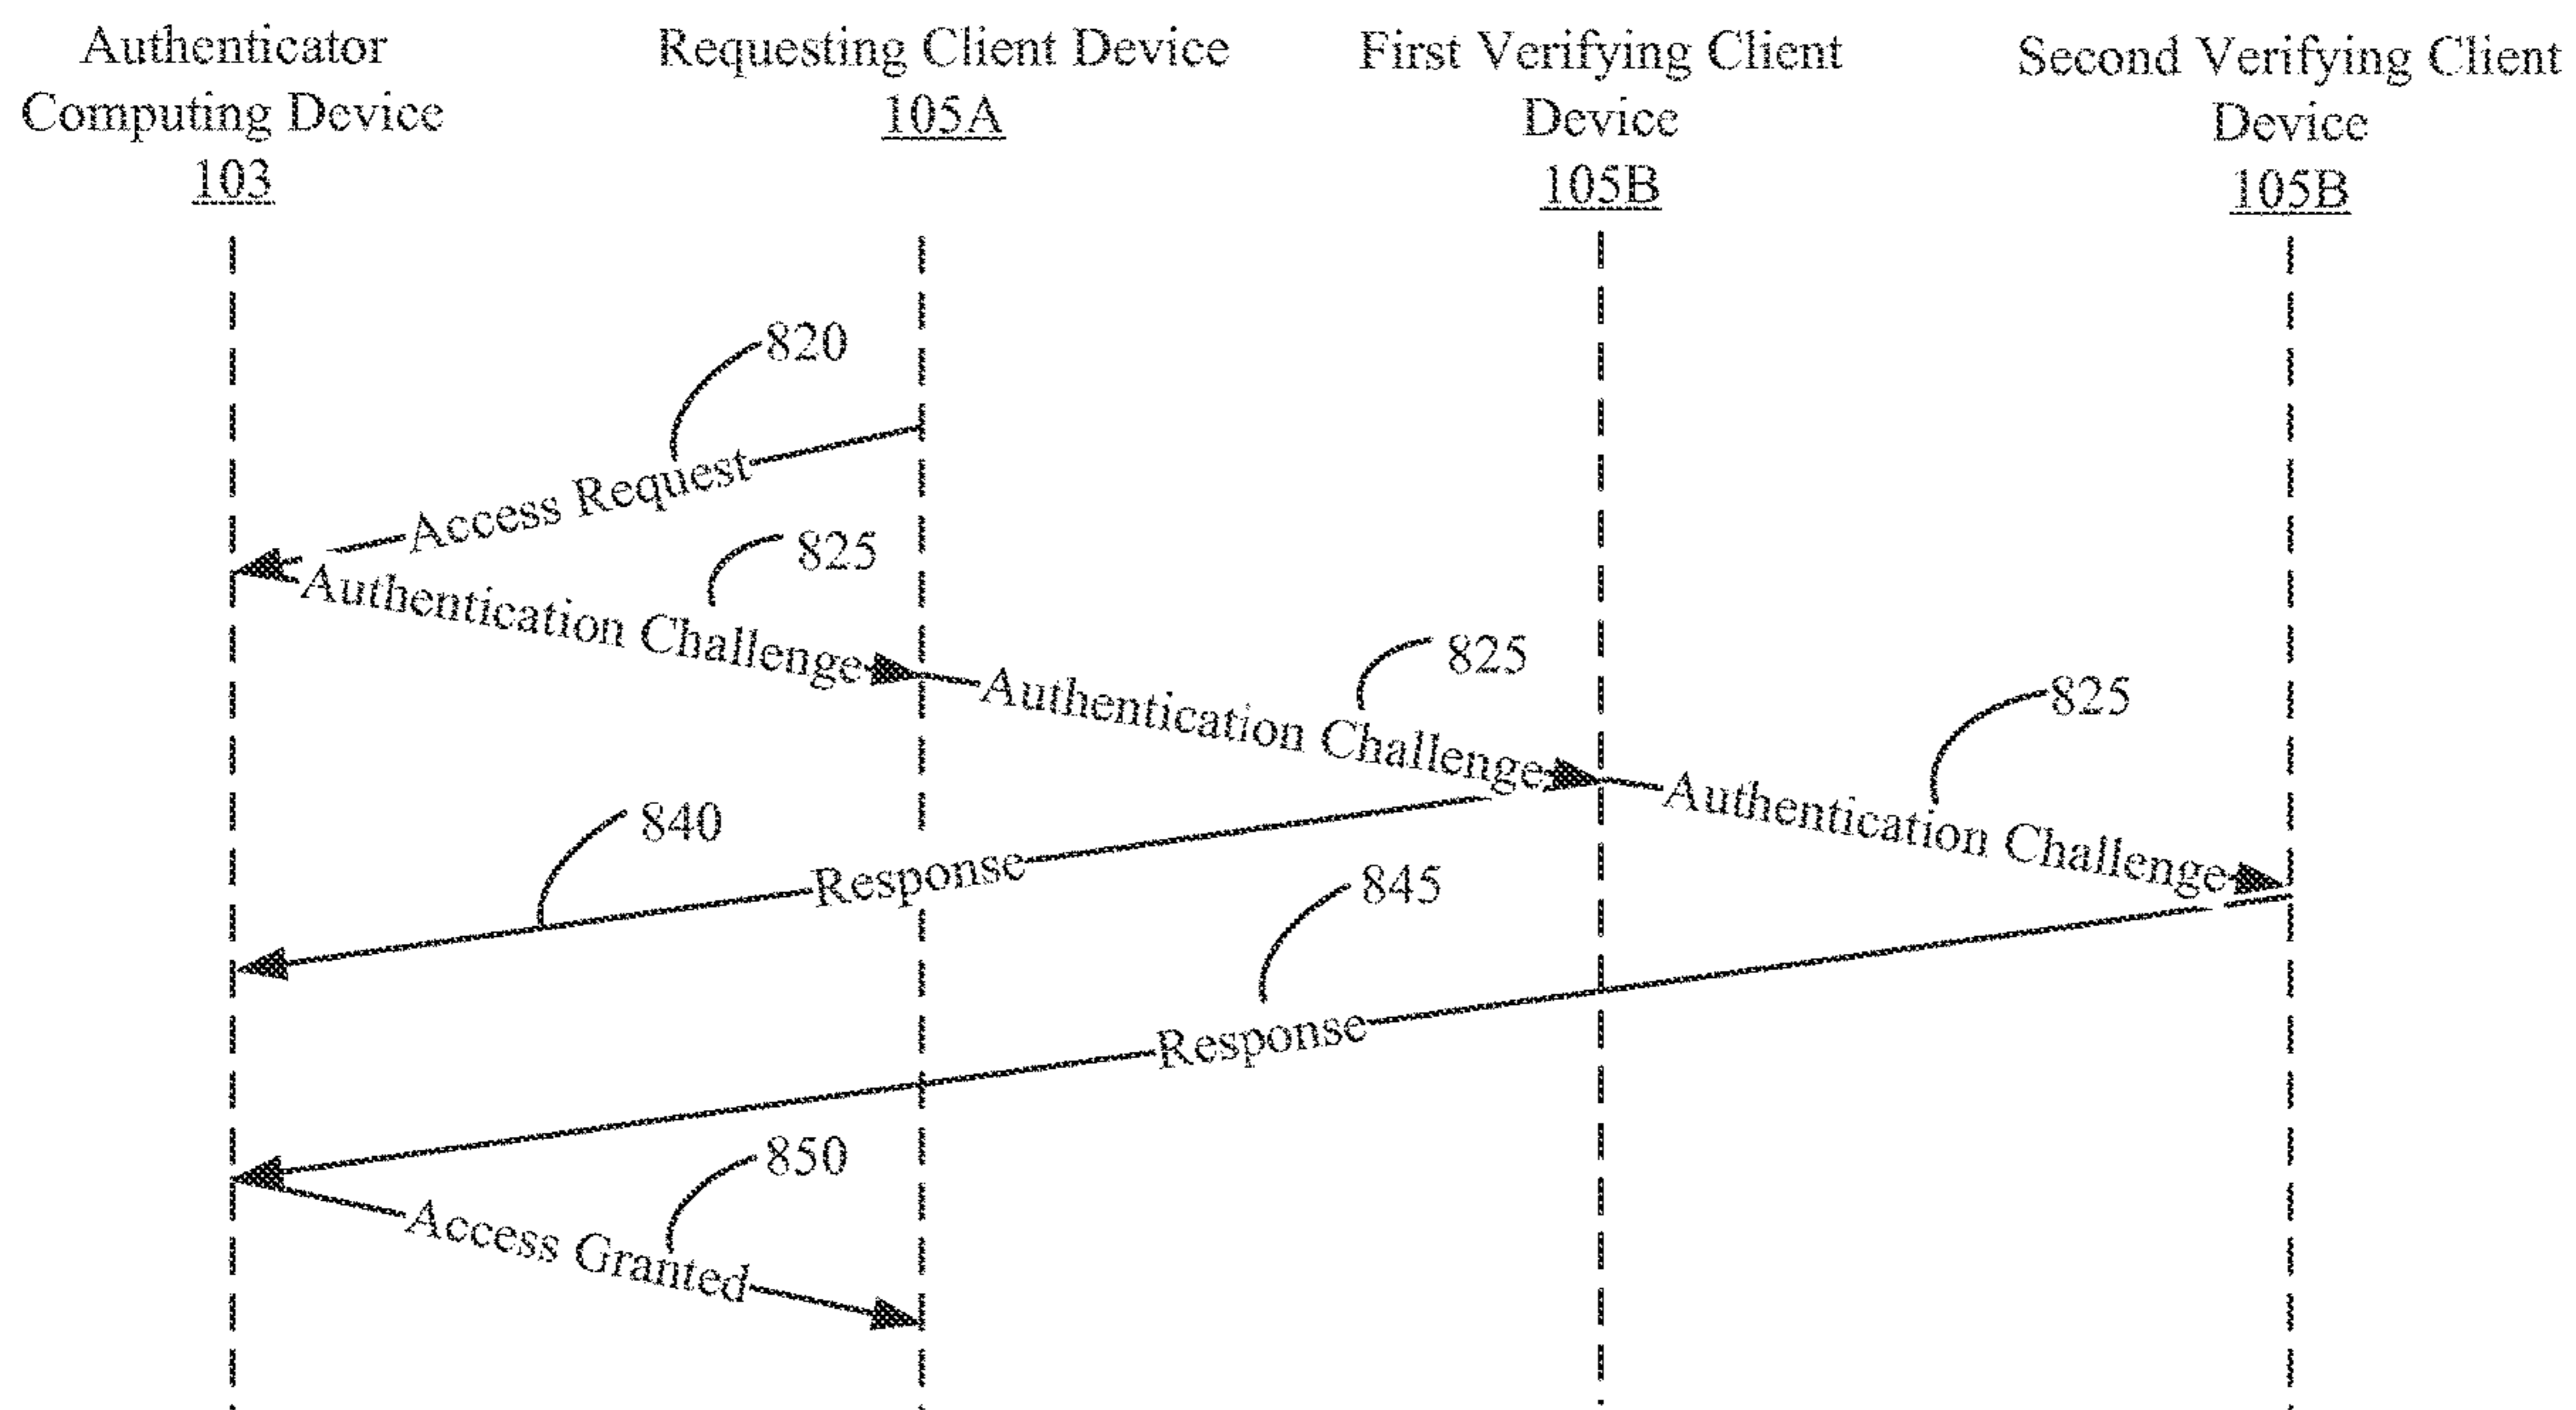 Authenticator
Computing Device
103
Requesting Client Device
105A
First Verifying Client
Device
105B
Second Verifying Client
Device
105B
820
Access Request
825
Authentication Challenge
825
Authentication Challenge
825
Authentication Challenge
840
Response
845
Response
850
Access Granted